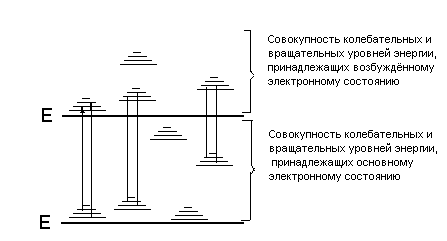 Совокупность колебательных и
вращательных уровней энергии,
принадлежащих возбуждённому
электронному состоянию
E
Совокупность колебательных и
вращательных уровней энергии,
принадлежащих основному
электронному состоянию
E